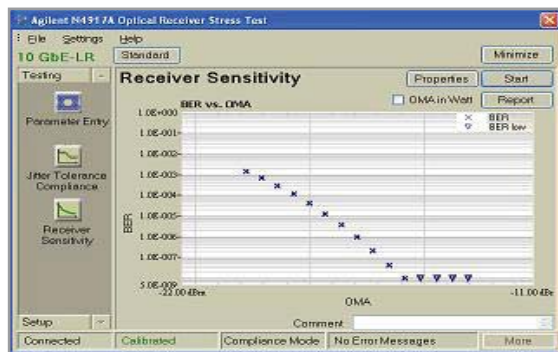 Agilent N4917A Optical Receiver Stress Test
File Settings Help
10 GbE-LR Standard Minimize
Testing -
Receiver Sensitivity Properties Start
OMA in Watt Report
Parameter Entry
Jitter Tolerance
Compliance
Receiver
Sensitivity
BER vs. OMA
BER
BER low
1.0E+000
1.0E-001
1.0E-002
1.0E-003
1.0E-004
1.0E-005
1.0E-006
1.0E-007
5.0E-009
BER
-22.00 dBm -11.00 dBm
OMA
Setup
Comment
Connected Calibrated Compliance Mode No Error Messages More